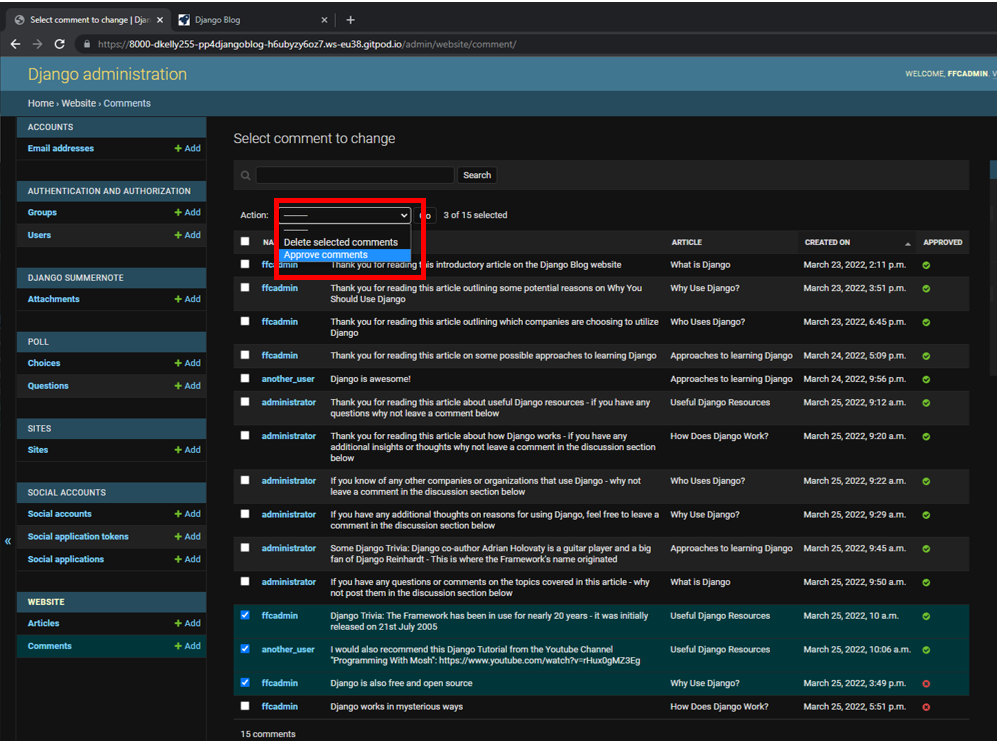 Select comment to change | Djan
Django Blog
https://8000-dkelly255-pp4djangoblog-h6ubyzy6oz7.ws-eu38.gitpod.io/admin/website/comment/
Django administration
WELCOME, FFCADMIN. V
Home › Website › Comments
ACCOUNTS
Email addresses + Add
AUTHENTICATION AND AUTHORIZATION
Groups + Add
Users + Add
DJANGO SUMMERNOTE
Attachments + Add
POLL
Choices + Add
Questions + Add
SITES
Sites + Add
SOCIAL ACCOUNTS
Social accounts + Add
Social application tokens + Add
Social applications + Add
WEBSITE
Articles + Add
Comments + Add
«
Select comment to change
Search
Action: --------- 3 of 15 selected
---------
Delete selected comments
Approve comments
NA ARTICLE CREATED ON APPROVED
ffcadmin Thank you for reading this introductory article on the Django Blog website What is Django March 23, 2022, 2:11 p.m.
ffcadmin Thank you for reading this article outlining some potential reasons on Why You Why Use Django? March 23, 2022, 3:51 p.m.
Should Use Django
ffcadmin Thank you for reading this article outlining which companies are choosing to utilize Who Uses Django? March 23, 2022, 6:45 p.m.
Django
ffcadmin Thank you for reading this article on some possible approaches to learning Django Approaches to learning Django March 24, 2022, 5:09 p.m.
another_user Django is awesome! Approaches to learning Django March 24, 2022, 9:56 p.m.
administrator Thank you for reading this article about useful Django resources - if you have any Useful Django Resources March 25, 2022, 9:12 a.m.
questions why not leave a comment below
administrator Thank you for reading this article about how Django works - if you have any How Does Django Work? March 25, 2022, 9:20 a.m.
additional insights or thoughts why not leave a comment in the discussion section
below
administrator If you know of any other companies or organizations that use Django - why not Who Uses Django? March 25, 2022, 9:22 a.m.
leave a comment in the discussion section below
administrator If you have any additional thoughts on reasons for using Django, feel free to leave a Why Use Django? March 25, 2022, 9:29 a.m.
comment in the discussion section below
administrator Some Django Trivia: Django co-author Adrian Holovaty is a guitar player and a big Approaches to learning Django March 25, 2022, 9:45 a.m.
fan of Django Reinhardt - This is where the Framework's name originated
administrator If you have any questions or comments on the topics covered in this article - why What is Django March 25, 2022, 9:50 a.m.
not post them in the discussion section below
ffcadmin Django Trivia: The Framework has been in use for nearly 20 years - it was initially Useful Django Resources March 25, 2022, 10 a.m.
released on 21st July 2005
another_user I would also recommend this Django Tutorial from the Youtube Channel Useful Django Resources March 25, 2022, 10:06 a.m.
"Programming With Mosh": https://www.youtube.com/watch?v=rHux0gMZ3Eg
ffcadmin Django is also free and open source Why Use Django? March 25, 2022, 3:49 p.m.
ffcadmin Django works in mysterious ways How Does Django Work? March 25, 2022, 5:51 p.m.
15 comments